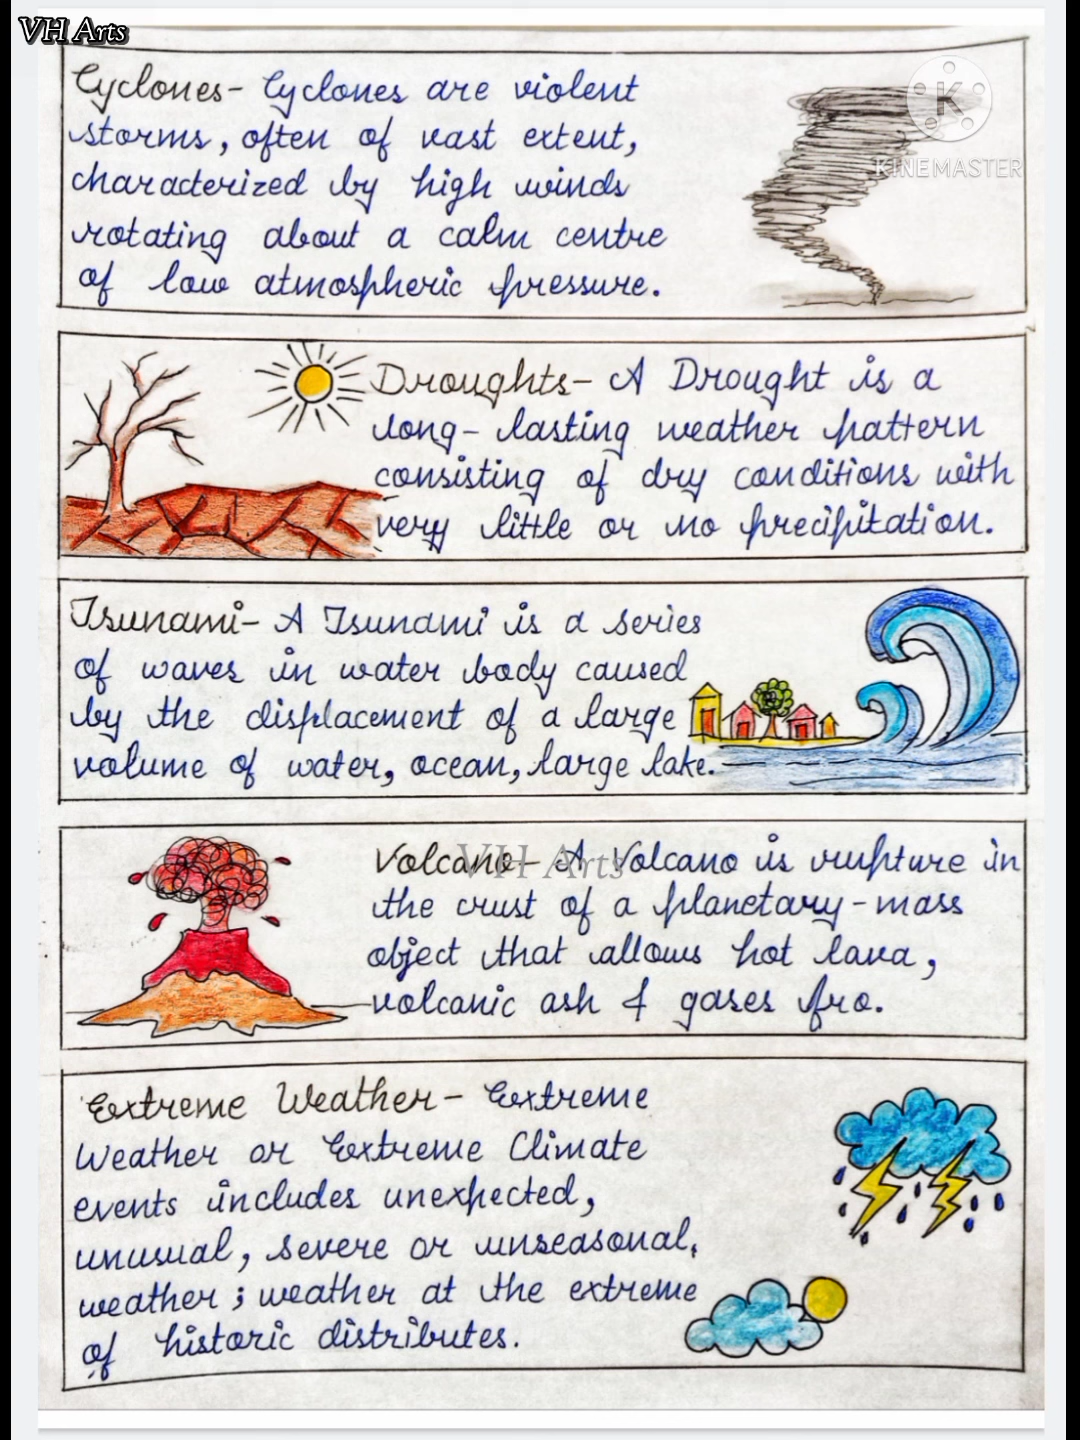 VH Arts
K
KINEMASTER
Cyclones- Cyclones are violent
storms, often of vast extent,
characterized by high winds
rotating about a calm centre
of low atmospheric pressure.
Droughts- A Drought is a
long-lasting weather pattern
consisting of dry conditions with
very little or no precipitation.
Tsunami- A Tsunami is a series
of waves in water body caused
by the displacement of a large
volume of water, ocean, large lake.
VH Arts
Volcano- A Volcano is rupture in
the crust of a planetary-mass
object that allows hot lava,
volcanic ash & gases fro.
Extreme Weather- Extreme
Weather or Extreme Climate
events includes unexpected,
unusual, severe or unseasonal,
weather; weather at the extreme
of historic distributes.